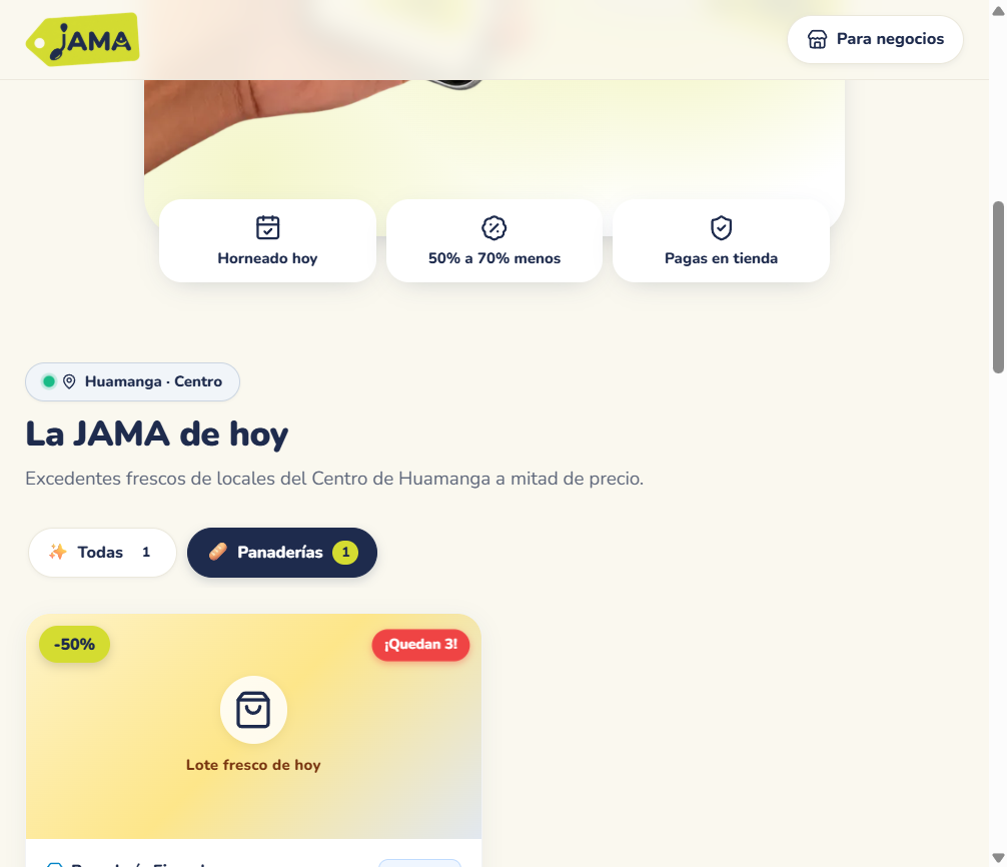 JAMA
Para negocios
Horneado hoy
50% a 70% menos
Pagas en tienda
Huamanga · Centro
La JAMA de hoy
Excedentes frescos de locales del Centro de Huamanga a mitad de precio.
Todas 1
Panaderías 1
-50%
¡Quedan 3!
Lote fresco de hoy